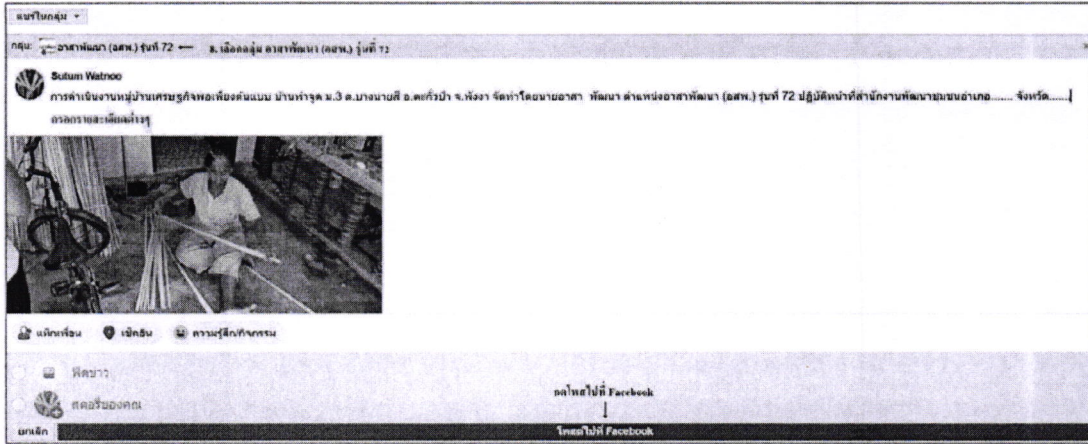 แชร์ในกลุ่ม
กลุ่ม: อาสาพัฒนา (อสพ.) รุ่นที่ 72 ⟵ 8. เลือกกลุ่ม อาสาพัฒนา (อสพ.) รุ่นที่ 72
Sutum Watnoo
การดำเนินงานหมู่บ้านเศรษฐกิจพอเพียงต้นแบบ บ้านทำจูด ม.3 ต.บางนายสี อ.ตะกั่วป่า จ.พังงา จัดทำโดยนายอาสา พัฒนา ตำแหน่งอาสาพัฒนา (อสพ.) รุ่นที่ 72 ปฏิบัติหน้าที่สำนักงานพัฒนาชุมชนอำเภอ........ จังหวัด.......
กรอกรายละเอียดต่างๆ
แท็กเพื่อน เช็คอิน ความรู้สึก/กิจกรรม
ฟีดข่าว
สตอรี่ของคุณ
กดโพสไปที่ Facebook
ยกเลิก โพสต์ไปที่ Facebook